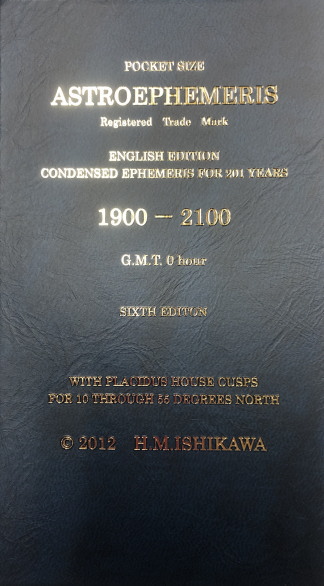 POCKET SIZE
ASTROEPHEMERIS
Registered Trade Mark
ENGLISH EDITION
CONDENSED EPHEMERIS FOR 201 YEARS
1900 — 2100
G.M.T. 0 hour
SIXTH EDITON
WITH PLACIDUS HOUSE CUSPS
FOR 10 THROUGH 55 DEGREES NORTH
© 2012 H.M.ISHIKAWA